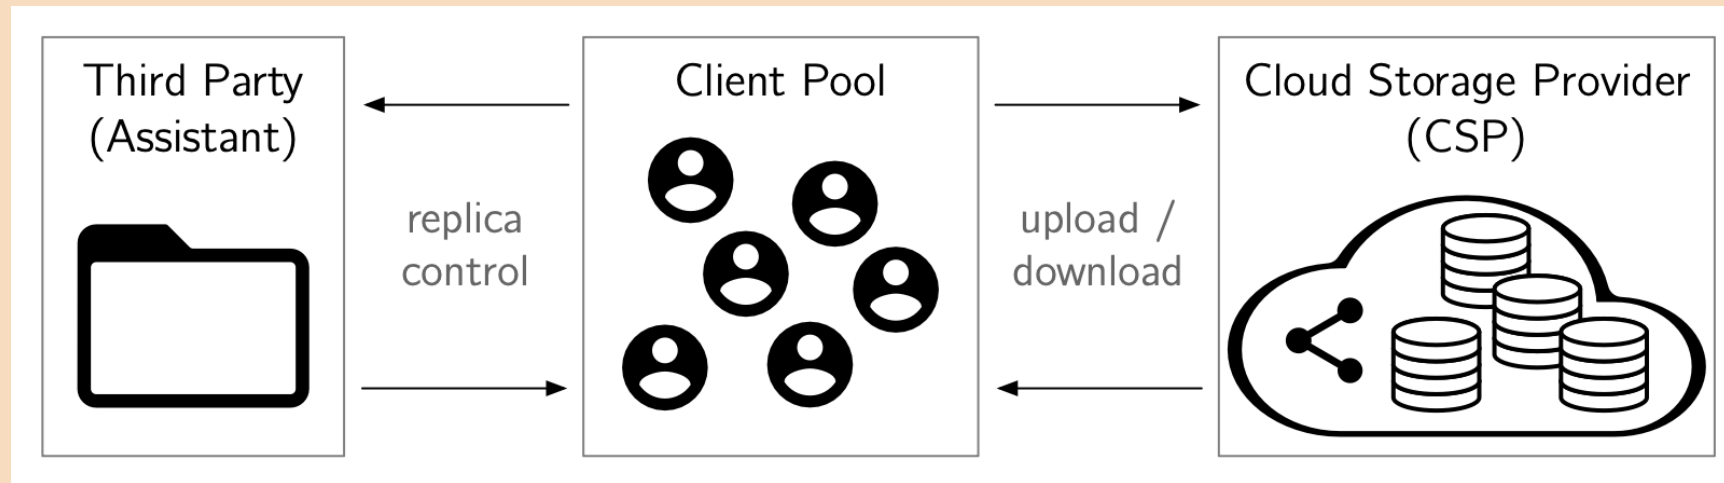 Third Party
(Assistant)
replica
control
Client Pool
upload /
download
Cloud Storage Provider
(CSP)